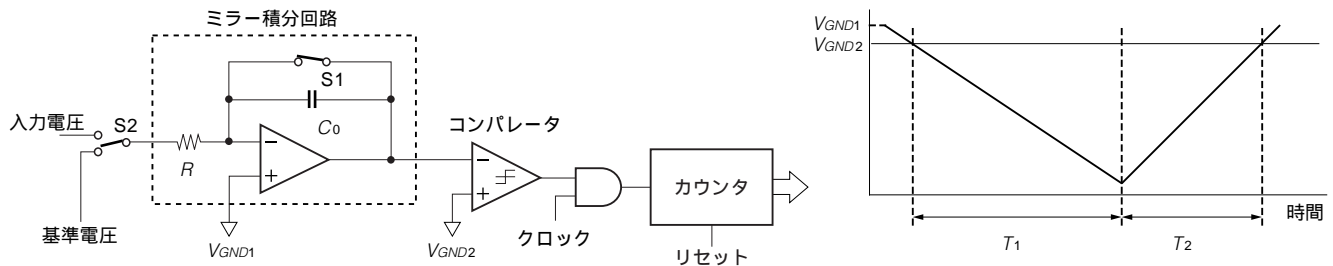 ミラー積分回路
S1
C0
入力電圧
S2
R
基準電圧
VGND1
コンパレータ
VGND2
クロック
カウンタ
リセット
VGND1
VGND2
時間
T1
T2